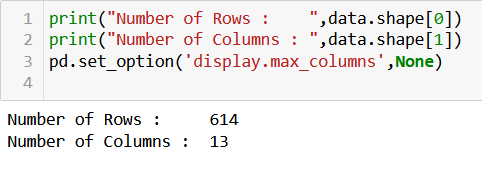 1 print("Number of Rows :    ",data.shape[0])
2 print("Number of Columns : ",data.shape[1])
3 pd.set_option('display.max_columns',None)
4
Number of Rows :     614
Number of Columns :  13